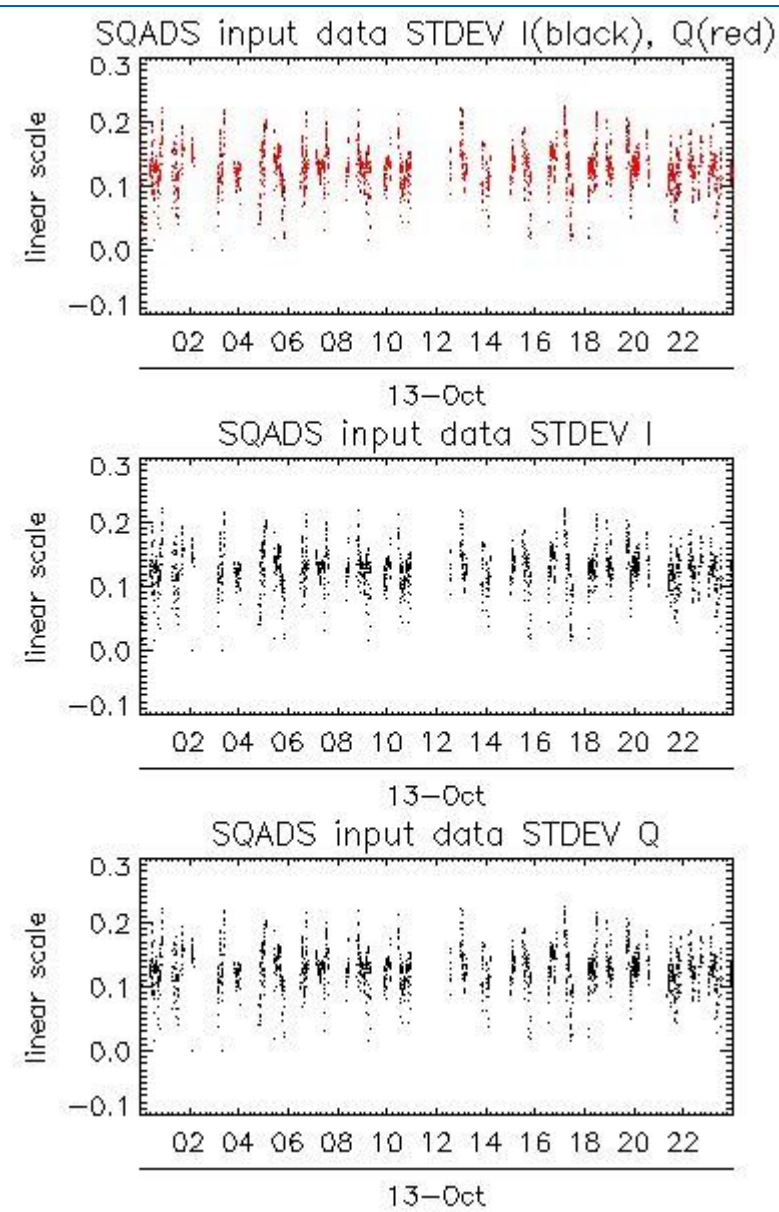 SQADS input data STDEV I(black), Q(red)
0.3
0.2
0.1
0.0
−0.1
linear scale
02 04 06 08 10 12 14 16 18 20 22
13−Oct
SQADS input data STDEV I
0.3
0.2
0.1
0.0
−0.1
linear scale
02 04 06 08 10 12 14 16 18 20 22
13−Oct
SQADS input data STDEV Q
0.3
0.2
0.1
0.0
−0.1
linear scale
02 04 06 08 10 12 14 16 18 20 22
13−Oct